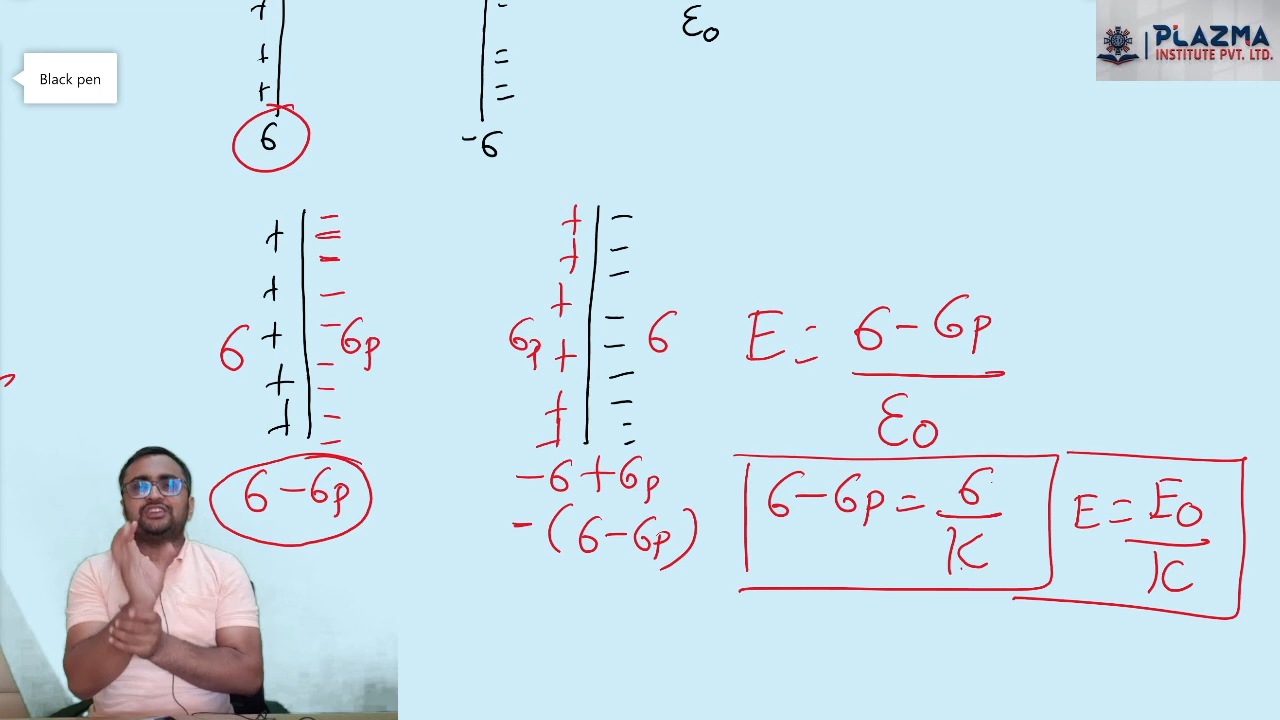 +
+
+
6
=
=
-6
ε0
PLAZMA
INSTITUTE PVT. LTD.
Black pen
6 + 6p
6p + 6
E = 6 - 6p / ε0
6 - 6p
-6 + 6p
-(6 - 6p)
6 - 6p = 6 / K
E = E0 / K